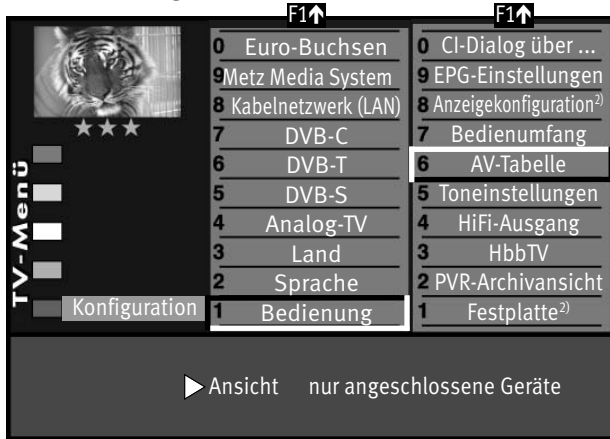 F1↑ F1↑
0 Euro-Buchsen
9 Metz Media System
8 Kabelnetzwerk (LAN)
7 DVB-C
6 DVB-T
5 DVB-S
4 Analog-TV
3 Land
2 Sprache
1 Bedienung
0 CI-Dialog über ...
9 EPG-Einstellungen
8 Anzeigekonfiguration²⁾
7 Bedienumfang
6 AV-Tabelle
5 Toneinstellungen
4 HiFi-Ausgang
3 HbbTV
2 PVR-Archivansicht
1 Festplatte²⁾
TV-Menü
Konfiguration
Ansicht nur angeschlossene Geräte